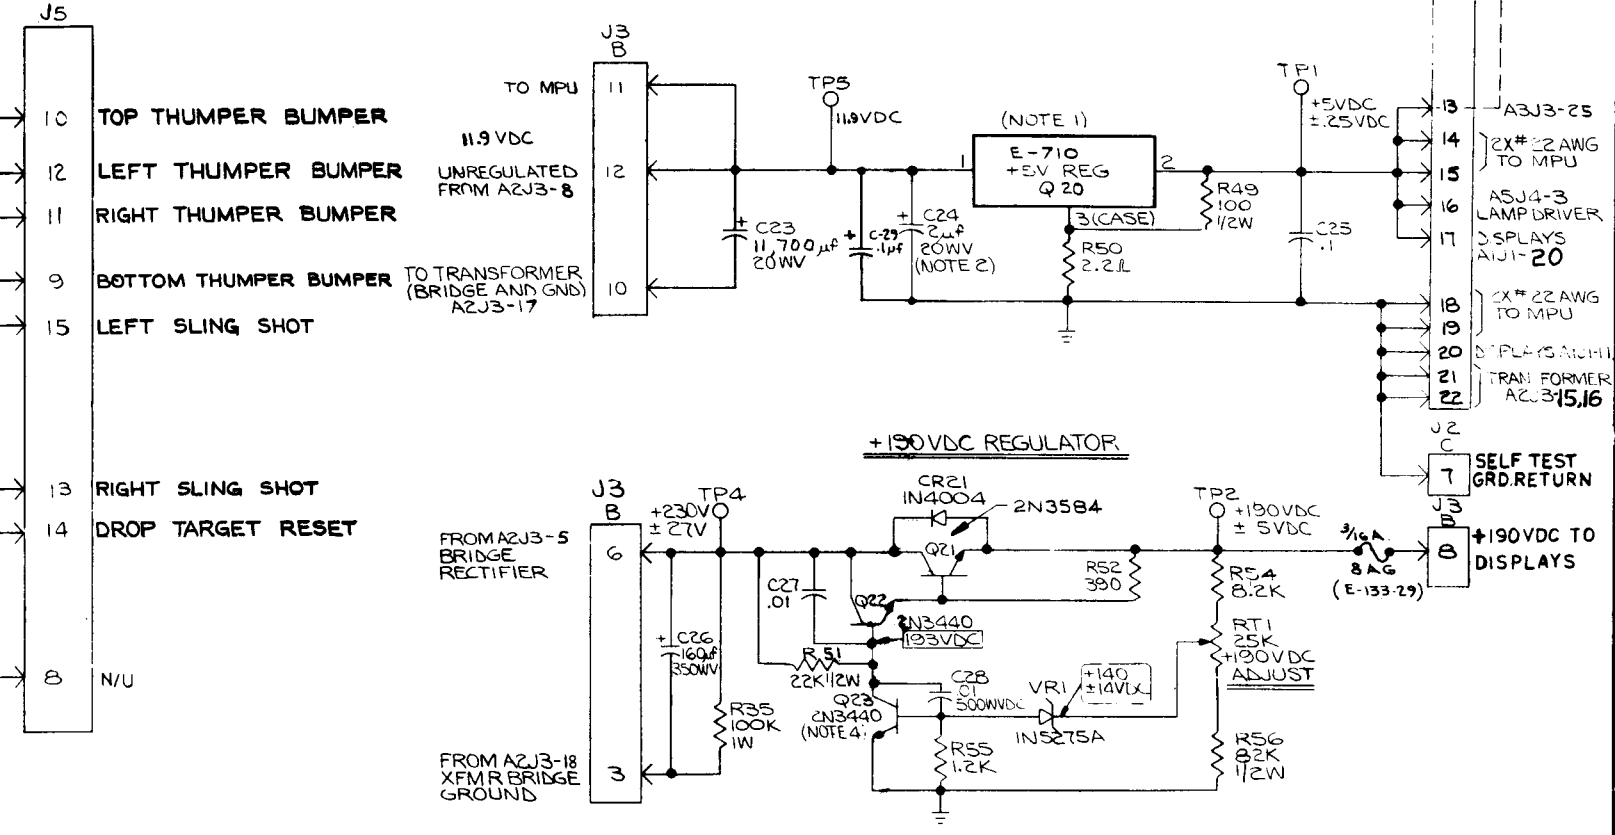 J5
10 TOP THUMPER BUMPER
12 LEFT THUMPER BUMPER
11 RIGHT THUMPER BUMPER
9 BOTTOM THUMPER BUMPER
15 LEFT SLING SHOT
13 RIGHT SLING SHOT
14 DROP TARGET RESET
8 N/U
J3
B
TO MPU 11
11.9 VDC
UNREGULATED
FROM A2J3-8
12
TO TRANSFORMER
(BRIDGE AND GND)
A2J3-17
10
C23
11,700µf
20WV
TP5
11.9VDC
C-29
.1µf
C24
2µf
20WV
(NOTE 2)
(NOTE 1)
E-710
+5V REG
Q20
1
2
3(CASE)
R49
100
1/2W
R50
2.2Ω
TP1
+5VDC
±.25VDC
C25
.1
13 A3J3-25
14
2X#22 AWG
TO MPU
15
16
A5J4-3
LAMP DRIVER
17
DISPLAYS
A1J1-20
18
2X#22 AWG
TO MPU
19
20
21
22
A2J3-15,16
J2
C
7
SELF TEST
GRD.RETURN
J3
B
8
+190VDC TO
DISPLAYS
+190VDC REGULATOR
J3
B
+230V
±27V
TP4
FROM A2J3-5
BRIDGE
RECTIFIER
6
FROM A2J3-18
XFMR BRIDGE
GROUND
3
C26
160µf
350WV
R35
100K
1W
C27
.01
R51
22K 1/2W
CR21
1N4004
2N3584
Q21
Q22
2N3440
193VDC
Q23
2N3440
(NOTE 4)
C28
.01
500WVDC
R55
1.2K
VR1
1N5275A
+140
±14VDC
R52
390
TP2
+190VDC
± 5VDC
R54
8.2K
RT1
25K
+190VDC
ADJUST
R56
82K
1/2W
3/16A.
8AG
(E-133-29)